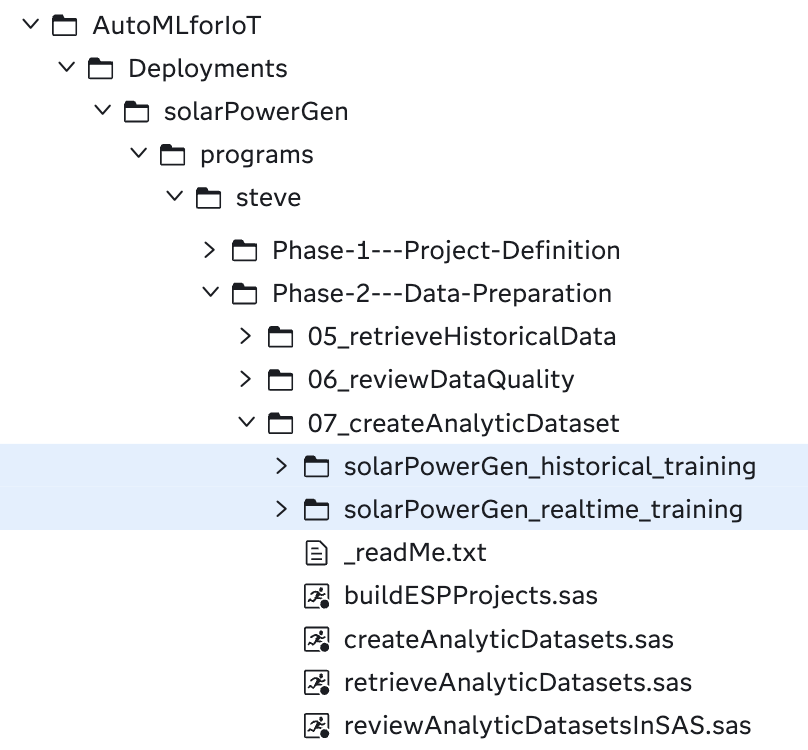 AutoMLforIoT
Deployments
solarPowerGen
programs
steve
Phase-1---Project-Definition
Phase-2---Data-Preparation
05_retrieveHistoricalData
06_reviewDataQuality
07_createAnalyticDataset
solarPowerGen_historical_training
solarPowerGen_realtime_training
_readMe.txt
buildESPProjects.sas
createAnalyticDatasets.sas
retrieveAnalyticDatasets.sas
reviewAnalyticDatasetsInSAS.sas